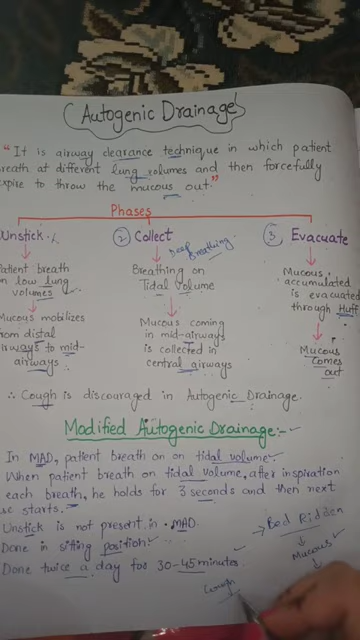 Autogenic Drainage
"It is airway clearance technique in which patient
breath at different lung volumes and then forcefully
expire to throw the mucous out."
Phases
Unstick
② Collect
③ Evacuate
Deep Breathing
Patient breath
on low lung
volumes
Breathing on
Tidal Volume
Mucous
accumulated
is evacuated
through Huff
Mucous mobilizes
from distal
airways to mid-
airways
Mucous coming
in mid-airways
is collected in
central airways
Mucous
comes
out
∴ Cough is discouraged in Autogenic Drainage.
Modified Autogenic Drainage:-
In MAD, patient breath on on tidal volume.
When patient breath on tidal volume, after inspiration
each breath, he holds for 3 seconds and then next
starts.
Unstick is not present in MAD.
Done in sitting position.
Done twice a day for 30-45 minutes.
→ Bed Ridden
Mucous
Cough